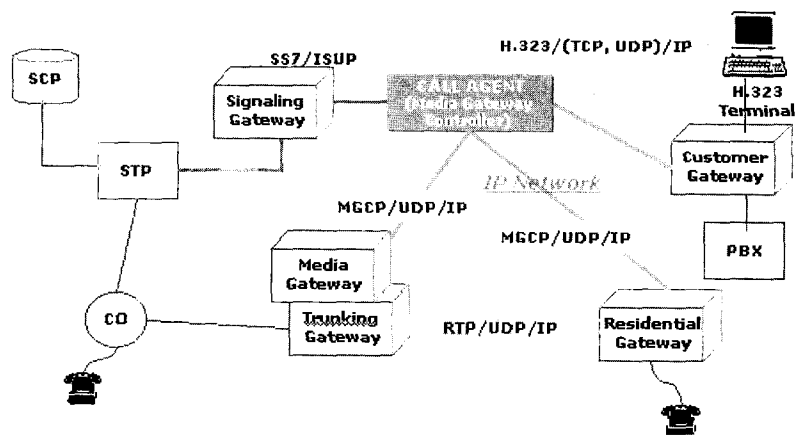 SCP
SS7/ISUP
H.323/(TCP, UDP)/IP
Signaling
Gateway
CALL AGENT
(Media Gateway
Controller)
H.323
Terminal
STP
Customer
Gateway
IP Network
MGCP/UDP/IP
MGCP/UDP/IP
PBX
Media
Gateway
CO
Trunking
Gateway
RTP/UDP/IP
Residential
Gateway